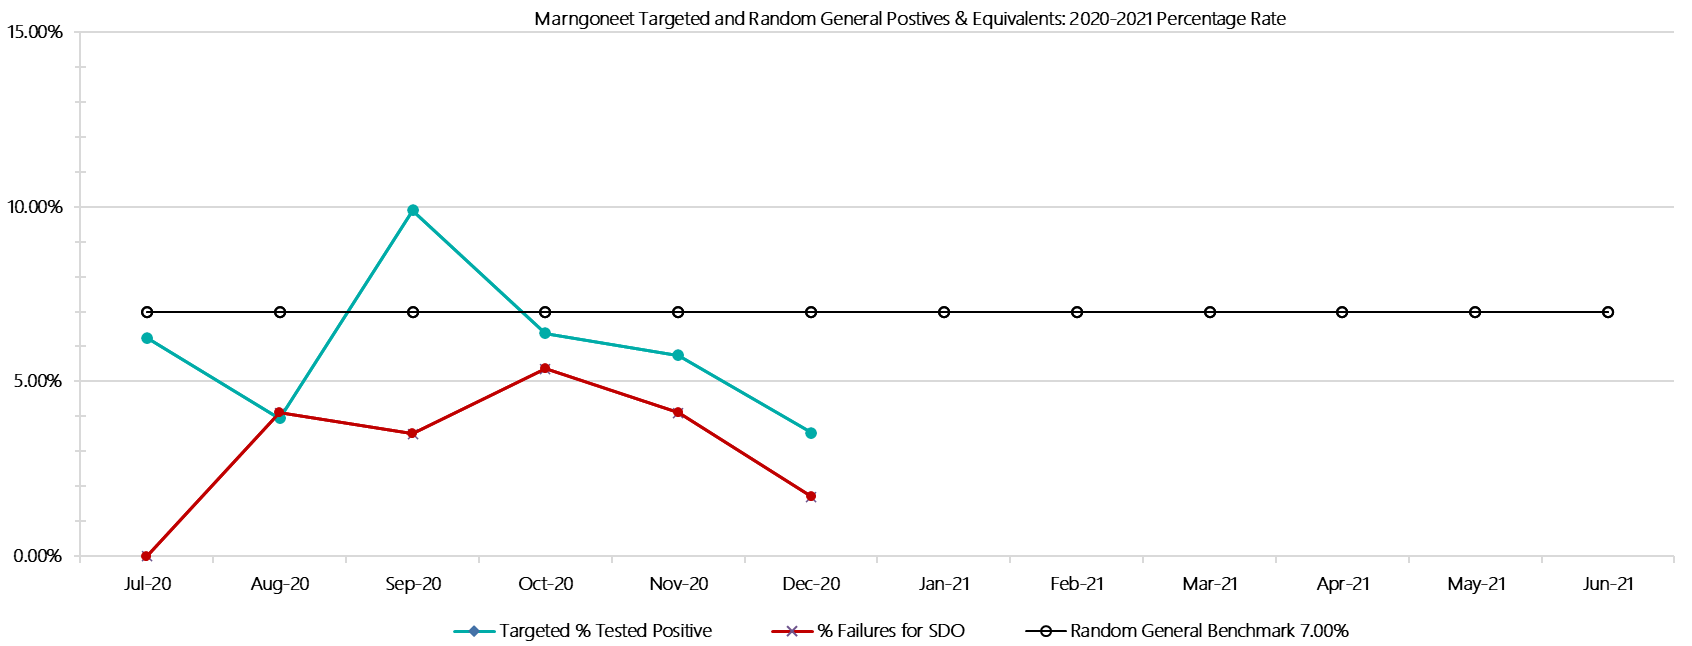 Marngoneet Targeted and Random General Postives & Equivalents: 2020-2021 Percentage Rate
15.00%
10.00%
5.00%
0.00%
Jul-20 Aug-20 Sep-20 Oct-20 Nov-20 Dec-20 Jan-21 Feb-21 Mar-21 Apr-21 May-21 Jun-21
Targeted % Tested Positive % Failures for SDO Random General Benchmark 7.00%